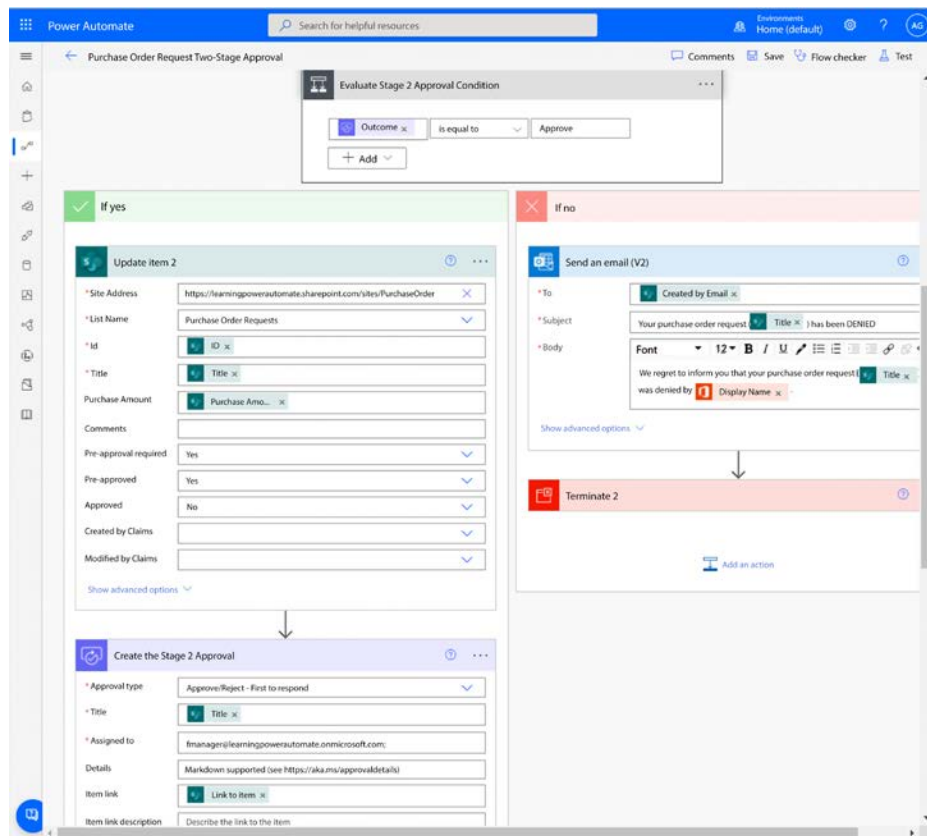 Power Automate
Search for helpful resources
Environments
Home (default)
?
AG
Purchase Order Request Two-Stage Approval
Comments
Save
Flow checker
Test
Evaluate Stage 2 Approval Condition
...
Outcome x
is equal to
Approve
+ Add
If yes
If no
Update item 2
? ...
*Site Address
https://learningpowerautomate.sharepoint.com/sites/PurchaseOrder
*List Name
Purchase Order Requests
*Id
ID x
*Title
Title x
Purchase Amount
Purchase Amo... x
Comments
Pre-approval required
Yes
Pre-approved
Yes
Approved
No
Created by Claims
Modified by Claims
Show advanced options
Send an email (V2)
?
*To
Created by Email x
*Subject
Your purchase order request ( Title x ) has been DENIED
*Body
Font 12 B I U
We regret to inform you that your purchase order request ( Title x
was denied by Display Name x .
Show advanced options
Terminate 2
?
Add an action
Create the Stage 2 Approval
? ...
*Approval type
Approve/Reject - First to respond
*Title
Title x
*Assigned to
fmanager@learningpowerautomate.onmicrosoft.com;
Details
Markdown supported (see https://aka.ms/approvaldetails)
Item link
Link to item x
Item link description
Describe the link to the item